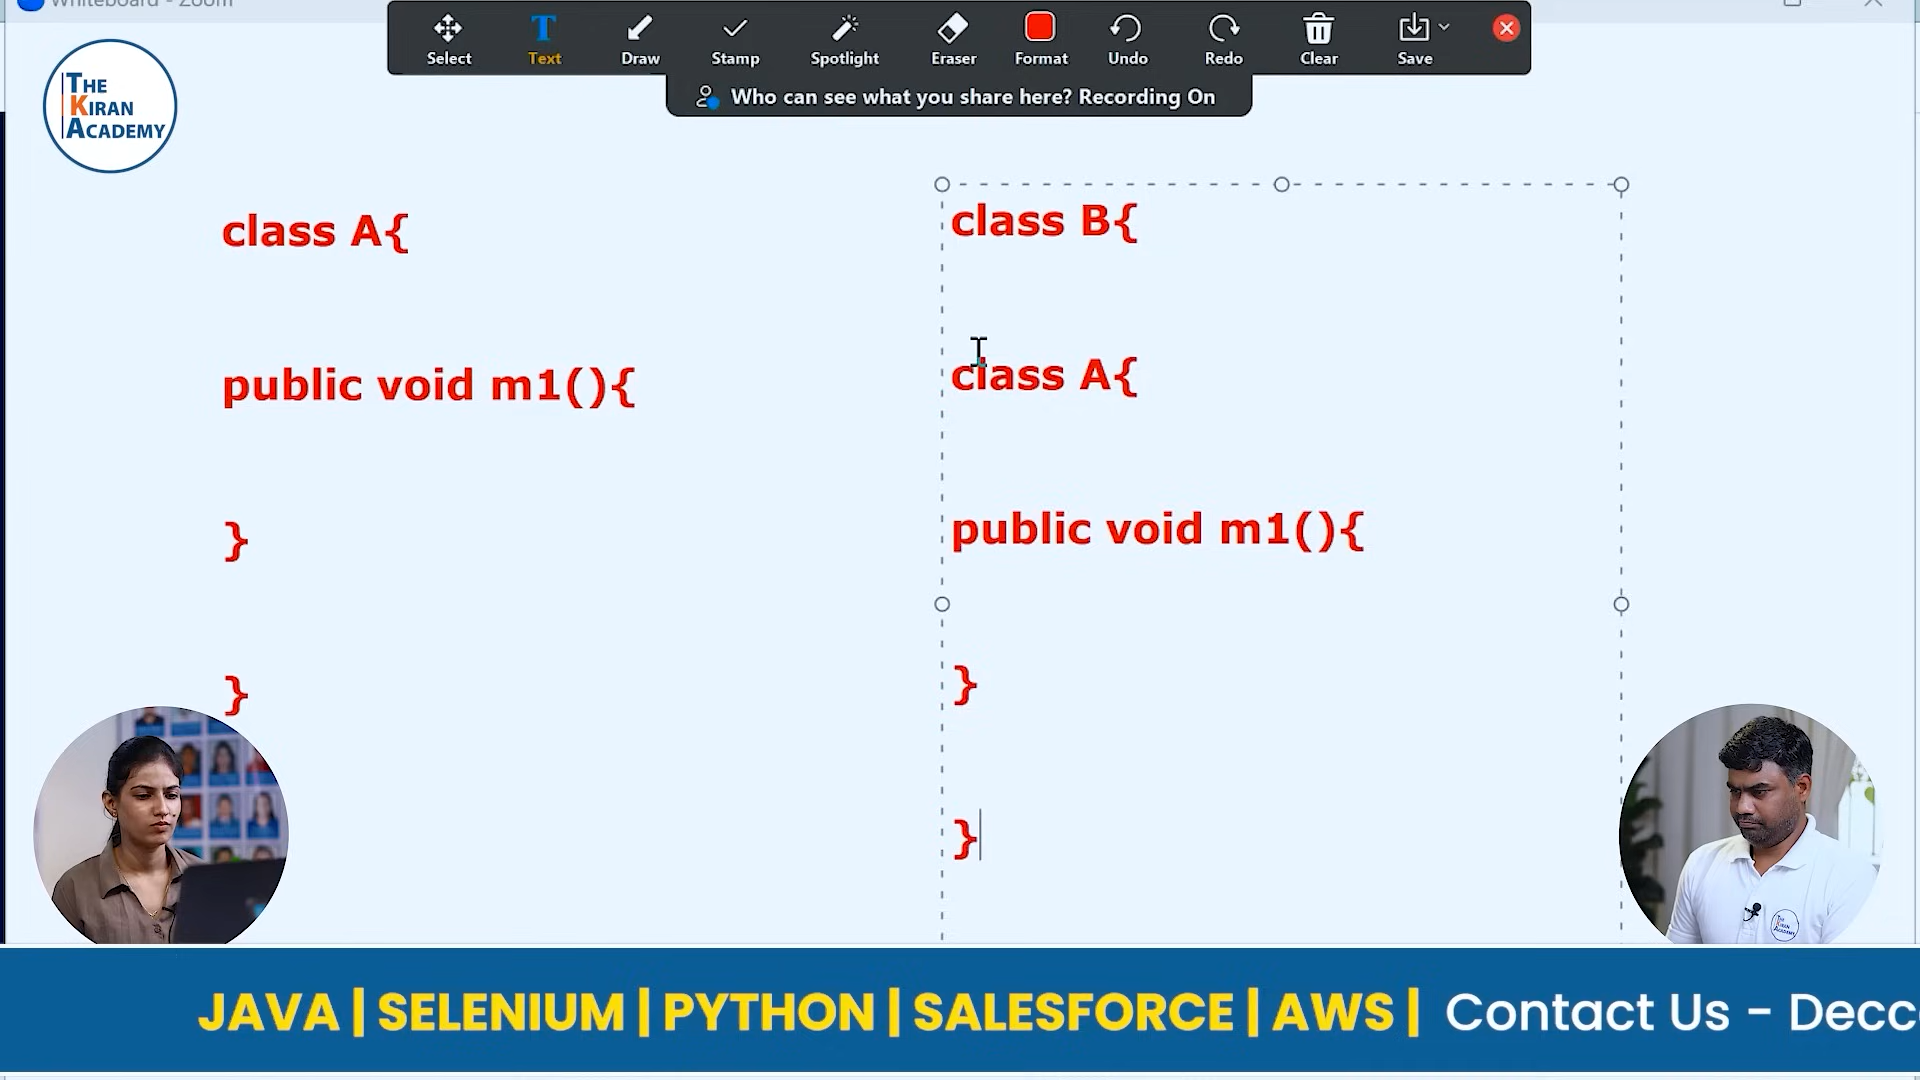 Whiteboard - Zoom
Select Text Draw Stamp Spotlight Eraser Format Undo Redo Clear Save
Who can see what you share here? Recording On
THE
KIRAN
ACADEMY
class A{
public void m1(){
}
}
class B{
class A{
public void m1(){
}
}
JAVA | SELENIUM | PYTHON | SALESFORCE | AWS | Contact Us - Decc